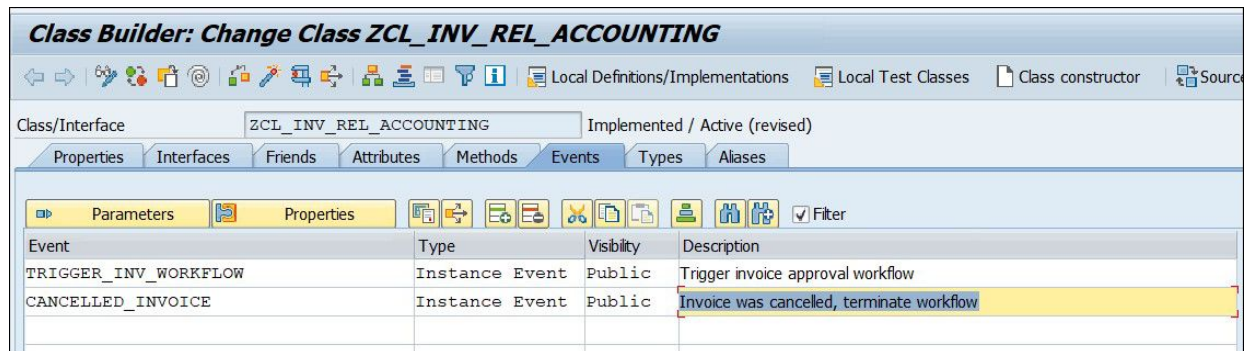 Class Builder: Change Class ZCL_INV_REL_ACCOUNTING
Local Definitions/Implementations Local Test Classes Class constructor Source
Class/Interface ZCL_INV_REL_ACCOUNTING Implemented / Active (revised)
Properties Interfaces Friends Attributes Methods Events Types Aliases
Parameters Properties Filter
Event Type Visibility Description
TRIGGER_INV_WORKFLOW Instance Event Public Trigger invoice approval workflow
CANCELLED_INVOICE Instance Event Public Invoice was cancelled, terminate workflow